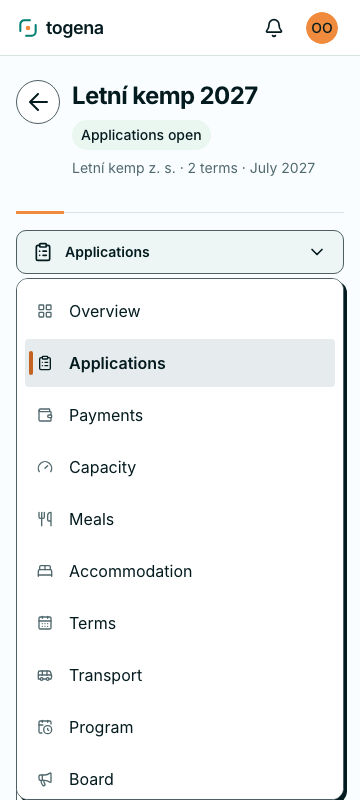 togena
OO
Letní kemp 2027
Applications open
Letní kemp z. s. · 2 terms · July 2027
Applications
Overview
Applications
Payments
Capacity
Meals
Accommodation
Terms
Transport
Program
Board